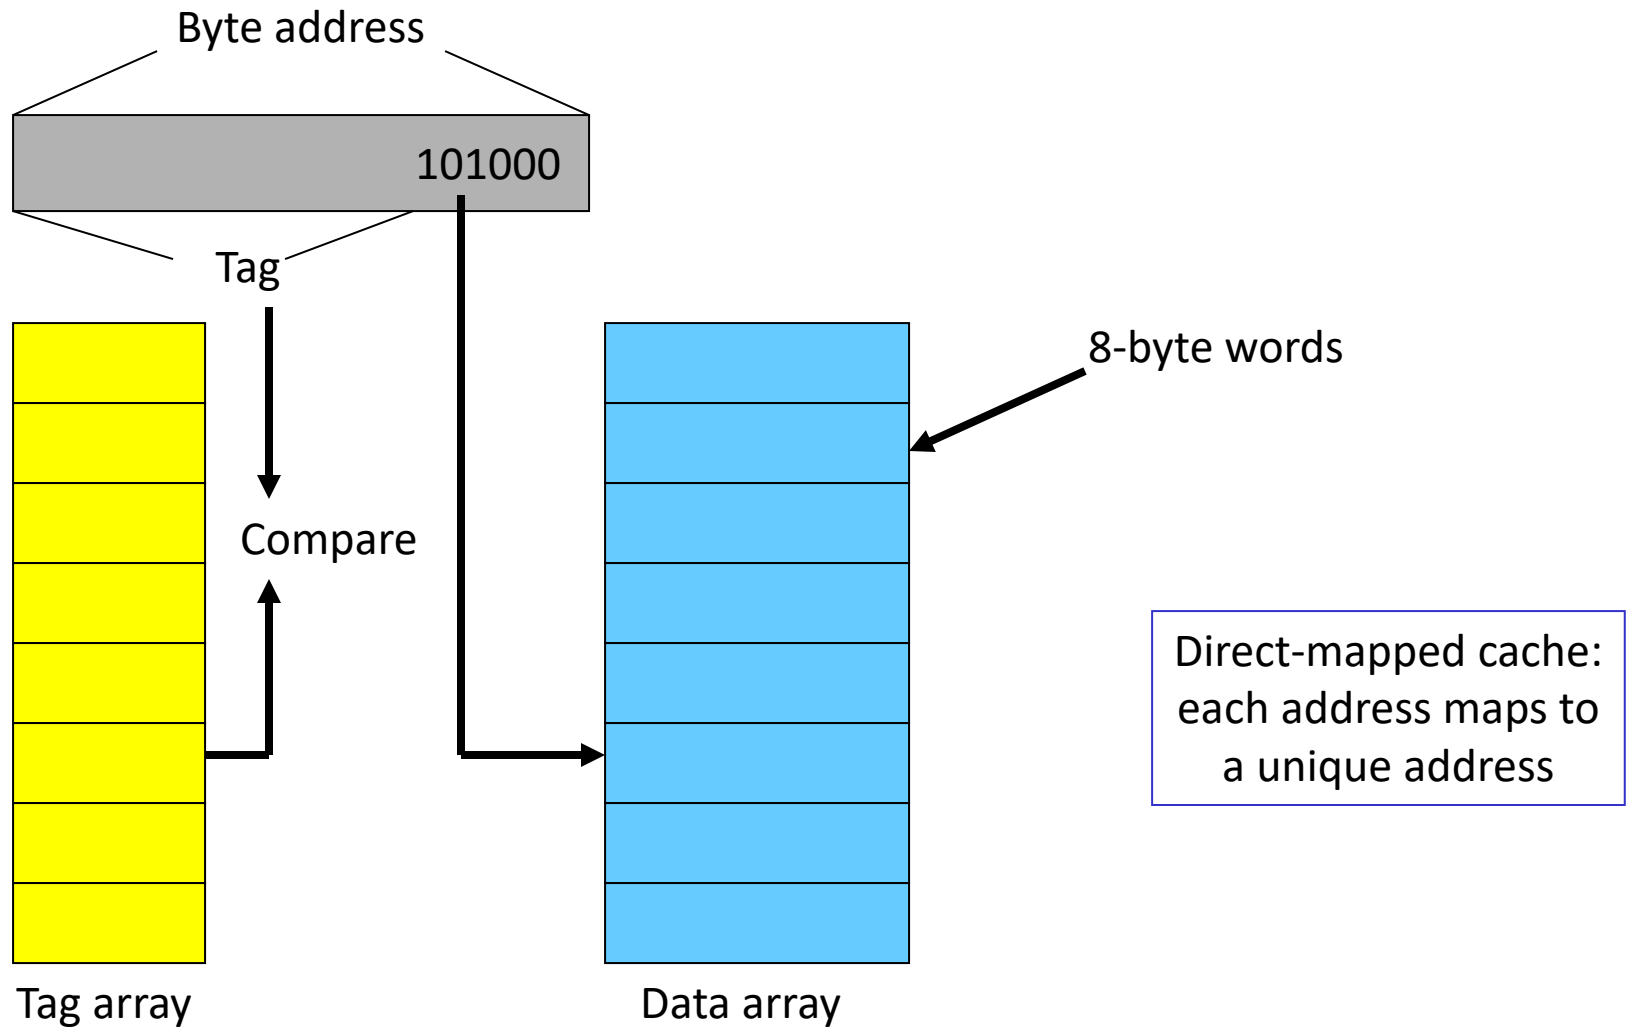 Byte address
101000
Tag
8-byte words
Compare
Direct-mapped cache:
each address maps to
a unique address
Tag array
Data array